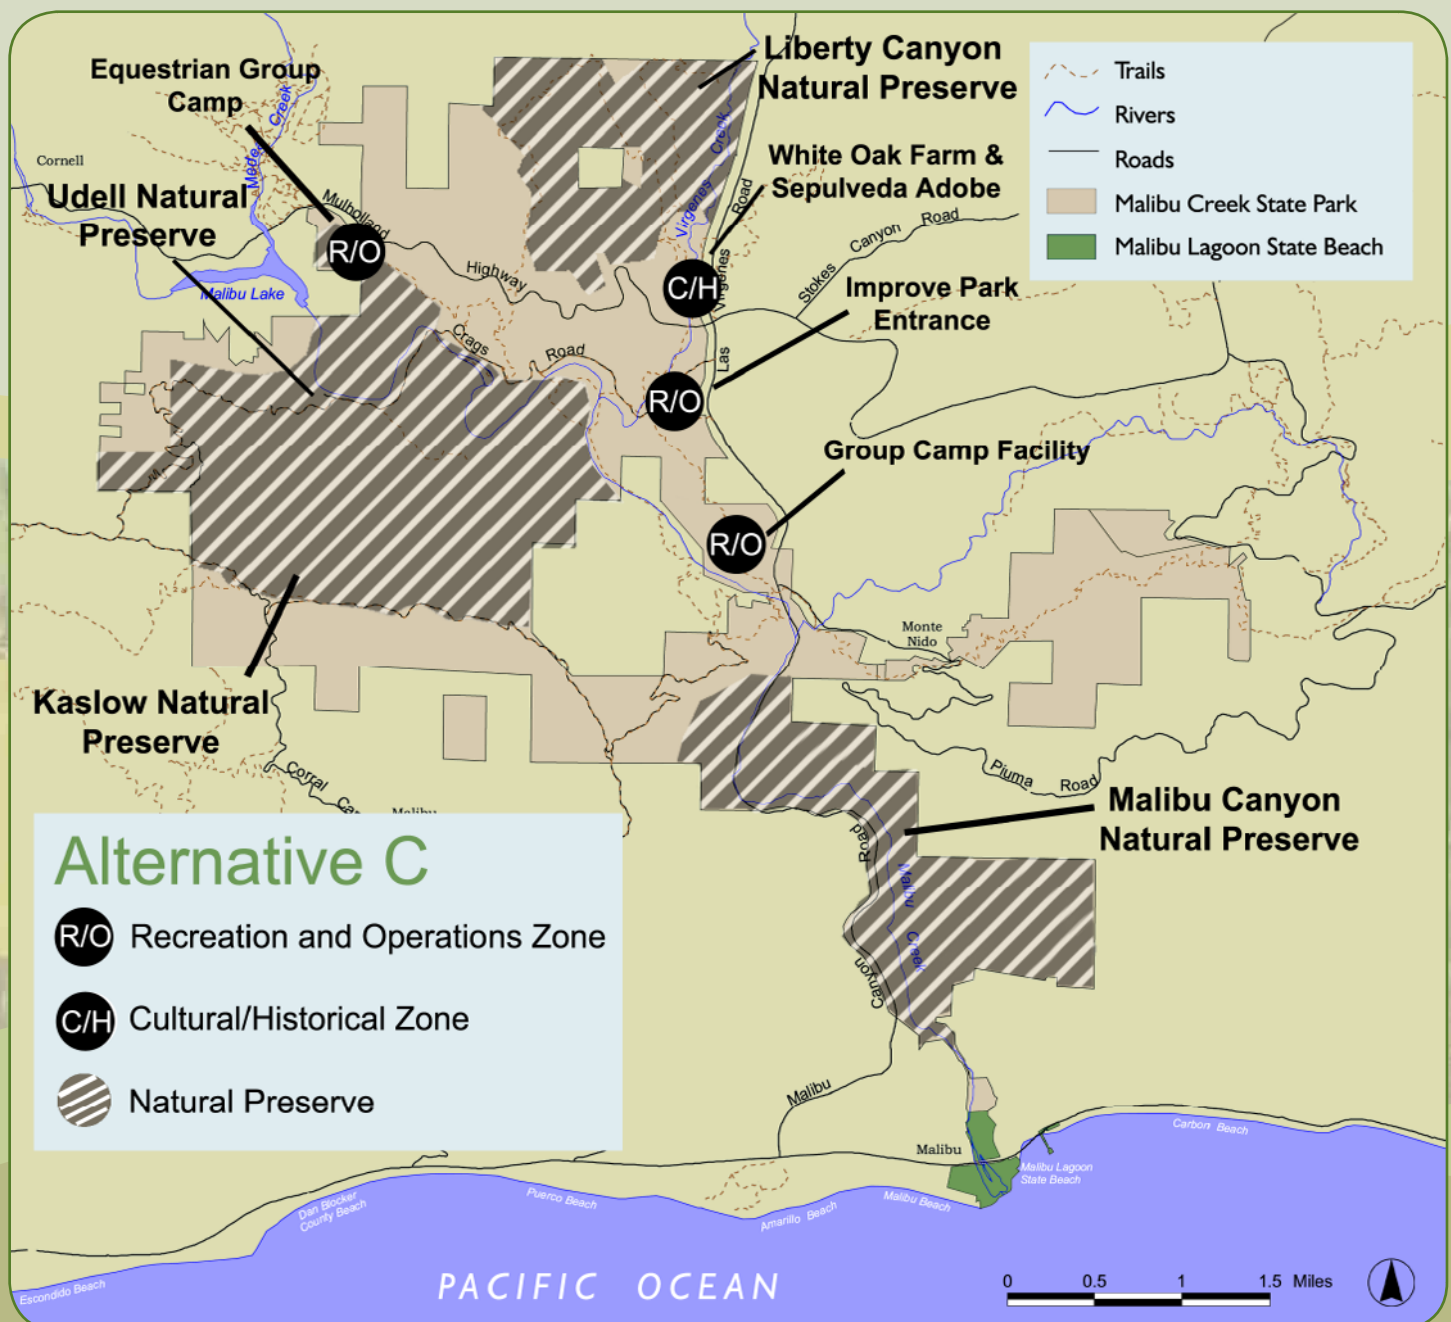 Equestrian Group
Camp
Liberty Canyon
Natural Preserve
Trails
Rivers
Roads
Malibu Creek State Park
Malibu Lagoon State Beach
Creek
Cornell
Udell Natural
Preserve
Mulholland
R/O
Highway
Malibu Lake
Creek
Virgenes
Road
White Oak Farm &
Sepulveda Adobe
C/H
Virgenes
Las
Stokes
Canyon
Road
Improve Park
Entrance
Crags
Road
R/O
Group Camp Facility
R/O
Monte
Nido
Kaslow Natural
Preserve
Corral
Malibu
Piuma
Road
Malibu Canyon
Natural Preserve
Road
Malibu
Creek
Canyon
Alternative C
R/O Recreation and Operations Zone
C/H Cultural/Historical Zone
Natural Preserve
Malibu
Malibu
Carbon Beach
Malibu Lagoon
State Beach
Dan Blocker
County Beach
Puerco Beach
Amarillo Beach
Malibu Beach
Escondido Beach
PACIFIC OCEAN
0 0.5 1 1.5 Miles